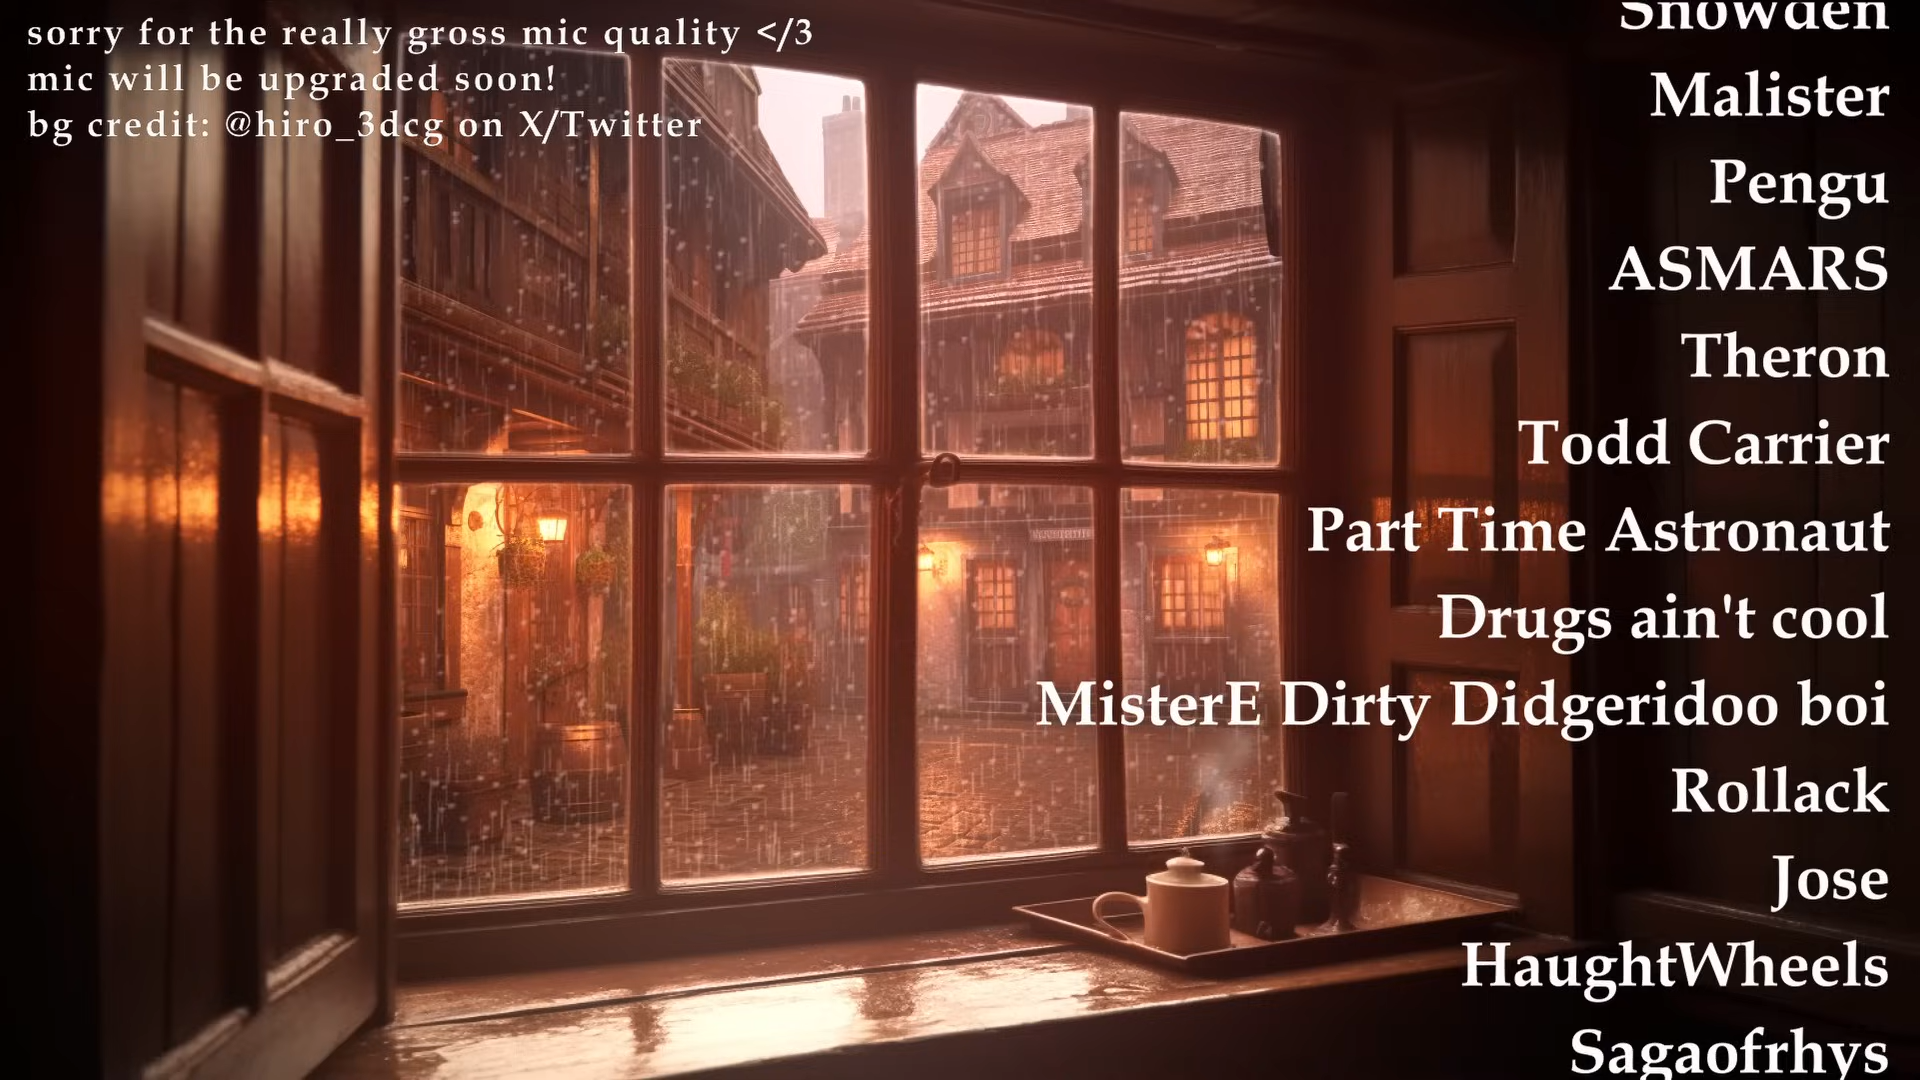 sorry for the really gross mic quality </3
mic will be upgraded soon!
bg credit: @hiro_3dcg on X/Twitter
Snowden
Malister
Pengu
ASMARS
Theron
Todd Carrier
Part Time Astronaut
Drugs ain't cool
MisterE Dirty Didgeridoo boi
Rollack
Jose
HaughtWheels
Sagaofrhys